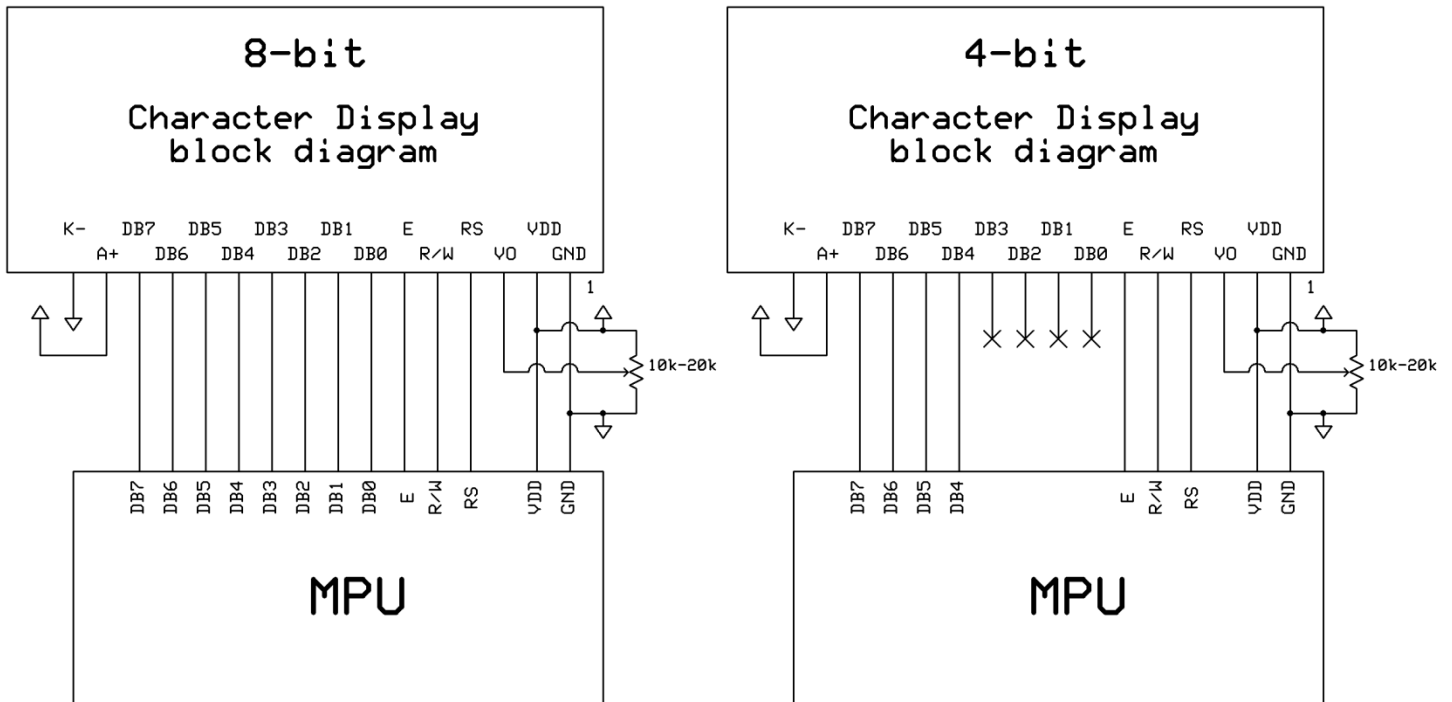 8-bit
Character Display
block diagram
K- DB7 DB5 DB3 DB1 E RS VDD
A+ DB6 DB4 DB2 DB0 R/W VO GND
1
10k-20k
DB7 DB6 DB5 DB4 DB3 DB2 DB1 DB0 E R/W RS VDD GND
MPU
4-bit
Character Display
block diagram
K- DB7 DB5 DB3 DB1 E RS VDD
A+ DB6 DB4 DB2 DB0 R/W VO GND
1
10k-20k
DB7 DB6 DB5 DB4 E R/W RS VDD GND
MPU